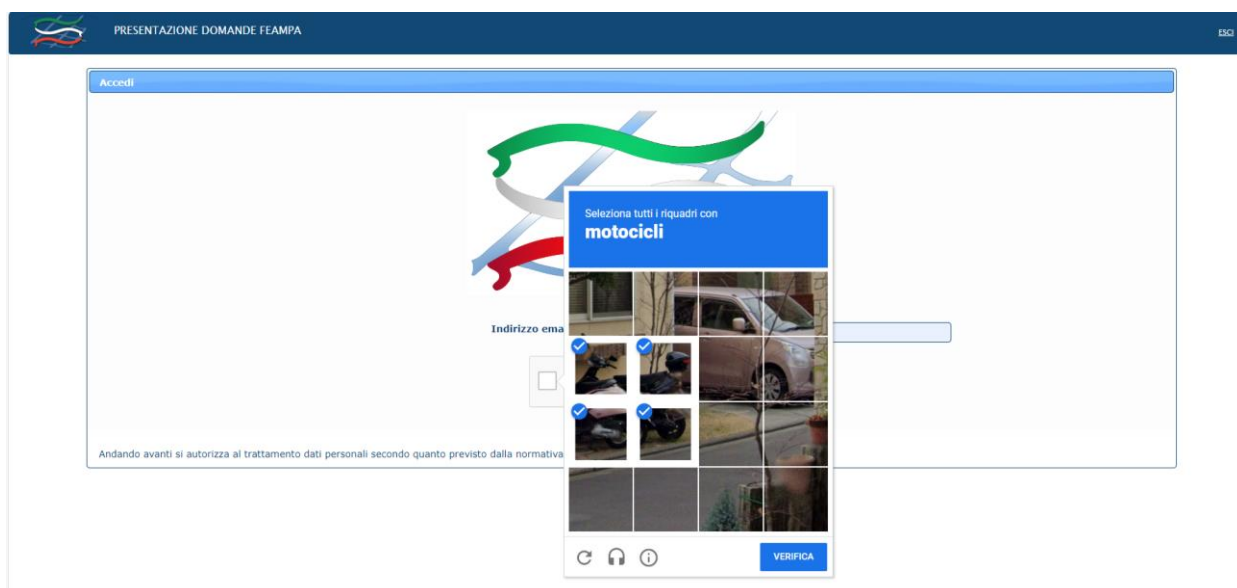 PRESENTAZIONE DOMANDE FEAMPA
ESCI
Accedi
Seleziona tutti i riquadri con
motocicli
Indirizzo ema
Andando avanti si autorizza al trattamento dati personali secondo quanto previsto dalla normativa
VERIFICA